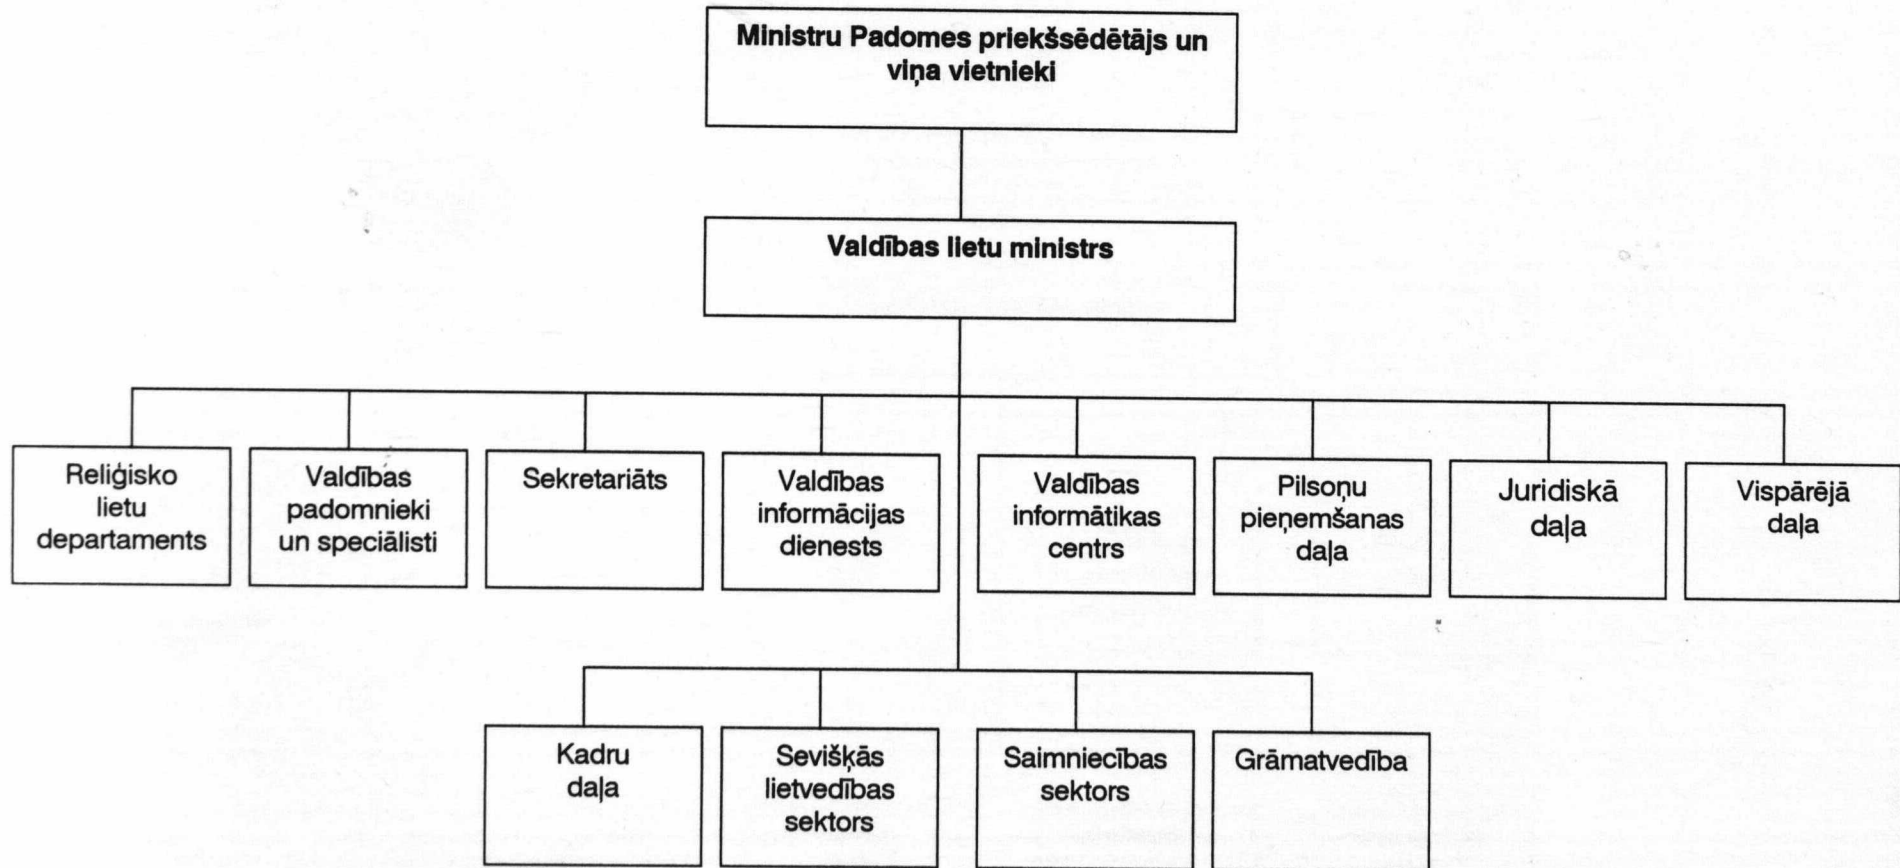 Ministru Padomes priekšsēdētājs un
viņa vietnieki
Valdības lietu ministrs
Reliģisko
lietu
departaments
Valdības
padomnieki
un speciālisti
Sekretariāts
Valdības
informācijas
dienests
Valdības
informātikas
centrs
Pilsoņu
pieņemšanas
daļa
Juridiskā
daļa
Vispārējā
daļa
Kadru
daļa
Sevišķās
lietvedības
sektors
Saimniecības
sektors
Grāmatvedība